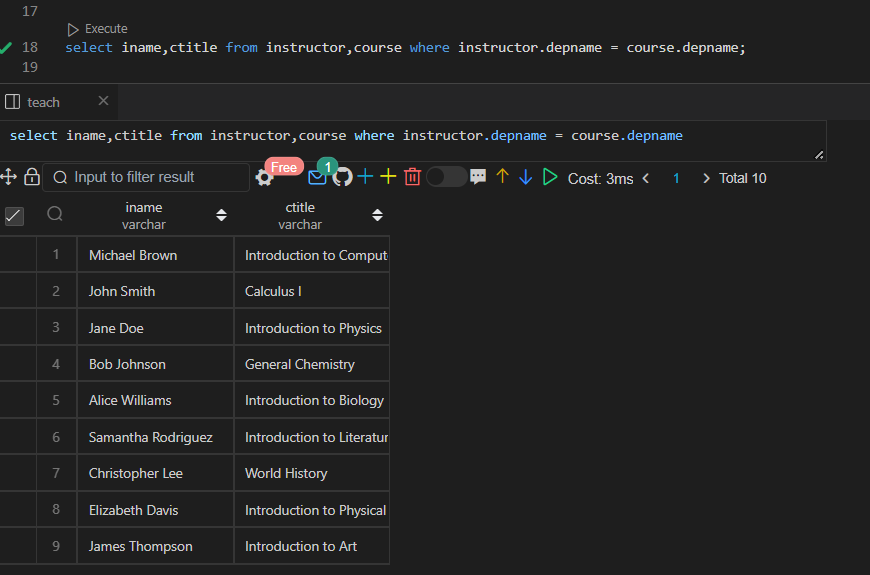 17
Execute
18 select iname,ctitle from instructor,course where instructor.depname = course.depname;
19
teach
select iname,ctitle from instructor,course where instructor.depname = course.depname
Input to filter result Free 1 Cost: 3ms 1 Total 10
iname ctitle
varchar varchar
1 Michael Brown Introduction to Comput
2 John Smith Calculus I
3 Jane Doe Introduction to Physics
4 Bob Johnson General Chemistry
5 Alice Williams Introduction to Biology
6 Samantha Rodriguez Introduction to Literatur
7 Christopher Lee World History
8 Elizabeth Davis Introduction to Physical
9 James Thompson Introduction to Art